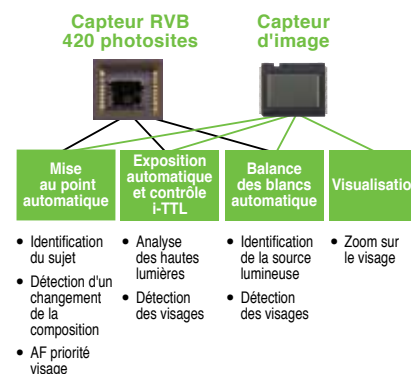 Capteur RVB
420 photosites
Capteur
d'image
Mise
au point
automatique
Exposition
automatique
et contrôle
i-TTL
Balance
des blancs
automatique
Visualisatio
• Identification
du sujet
• Détection d'un
changement
de la
composition
• AF priorité
visage
• Analyse
des hautes
lumières
• Détection
des visages
• Identification
de la source
lumineuse
• Détection
des visages
• Zoom sur
le visage